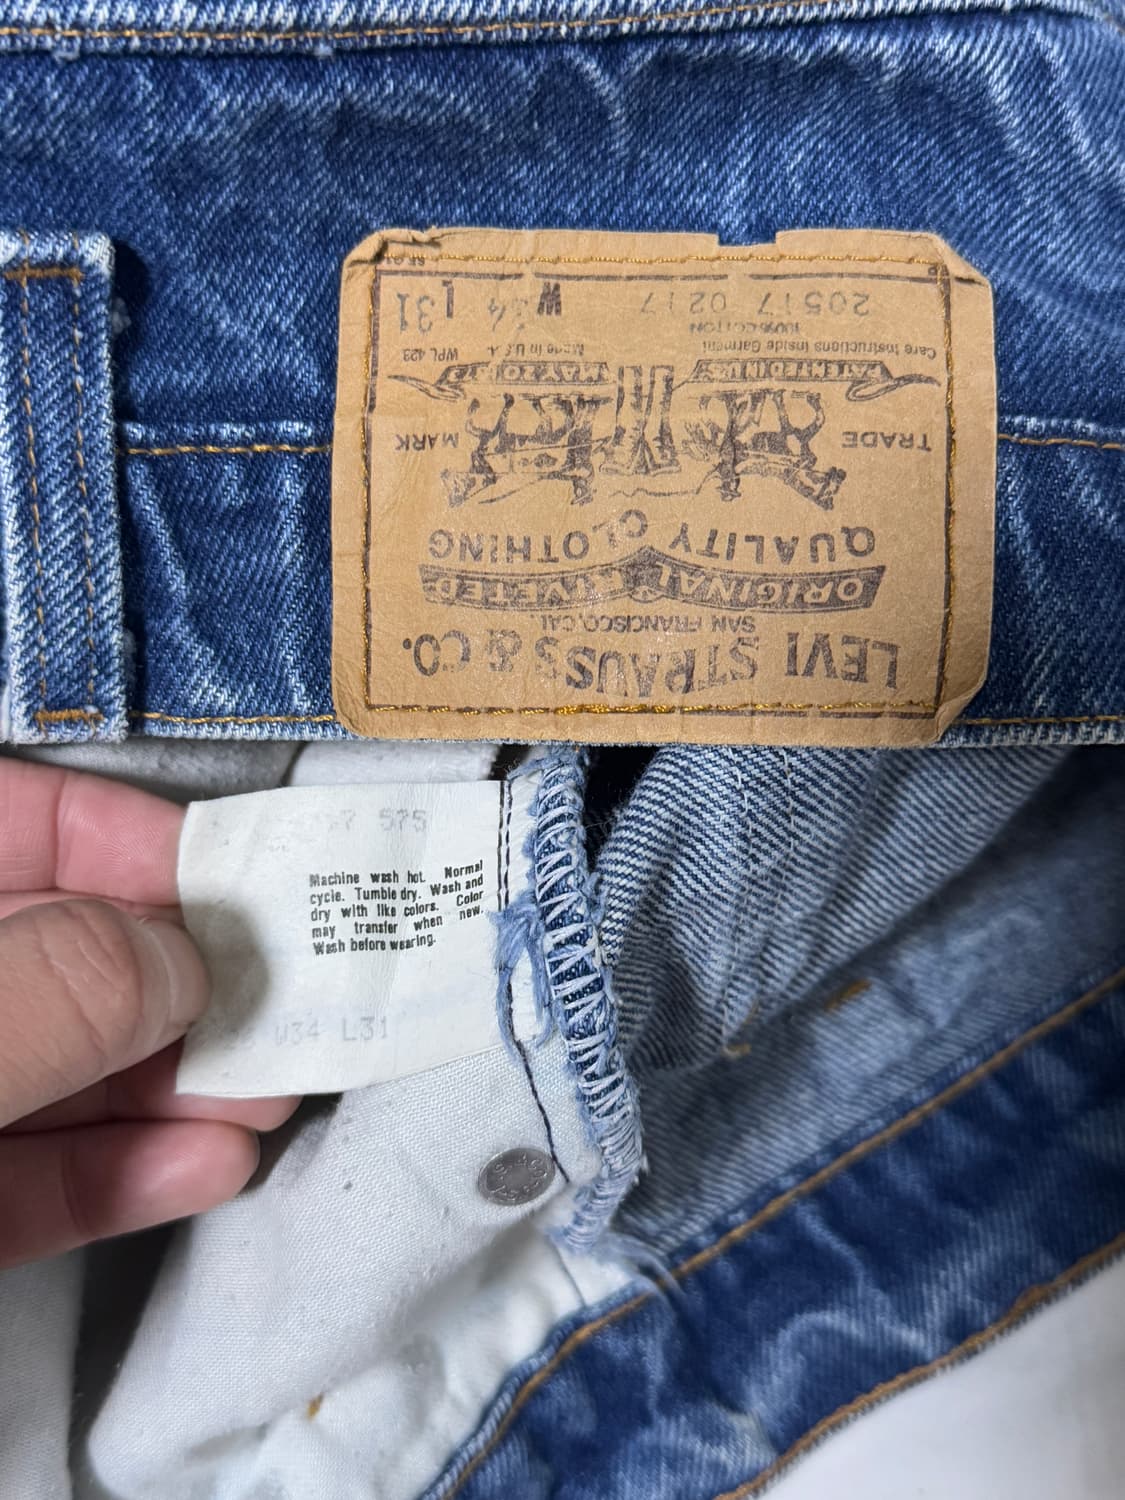 LEVI STRAUSS & CO.
SAN FRANCISCO, CAL.
ORIGINAL RIVETED
QUALITY CLOTHING
TRADE MARK
PATENTED IN U.S. MAY 20 1873
Care Instructions Inside Garment Made in U.S.A. WPL 423
100% COTTON
20517 0217 W 34 L 31
575
Machine wash hot. Normal
cycle. Tumble dry. Wash and
dry with like colors. Color
may transfer when new.
Wash before wearing.
W34 L31